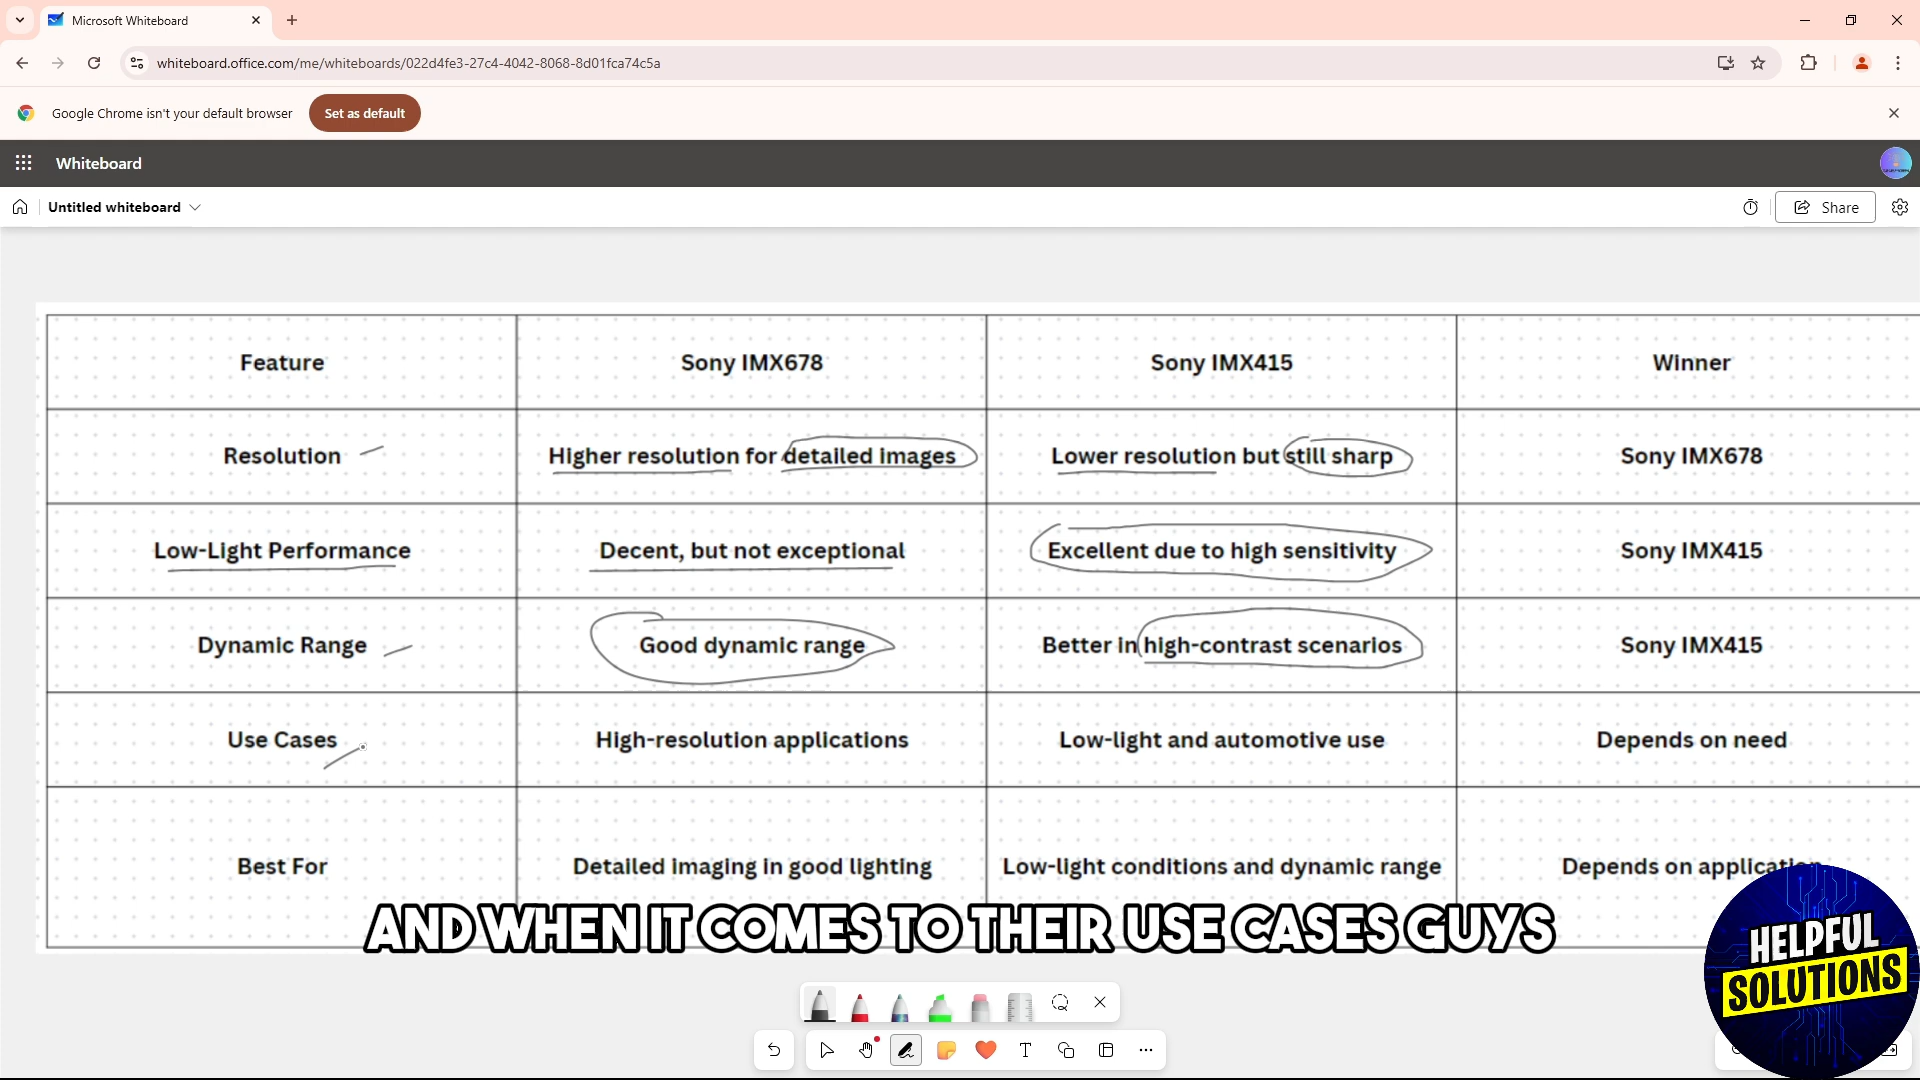 Microsoft Whiteboard
whiteboard.office.com/me/whiteboards/022d4fe3-27c4-4042-8068-8d01fca74c5a
Google Chrome isn't your default browser
Set as default
Whiteboard
Untitled whiteboard
Share
Feature
Sony IMX678
Sony IMX415
Winner
Resolution
Higher resolution for detailed images
Lower resolution but still sharp
Sony IMX678
Low-Light Performance
Decent, but not exceptional
Excellent due to high sensitivity
Sony IMX415
Dynamic Range
Good dynamic range
Better in high-contrast scenarios
Sony IMX415
Use Cases
High-resolution applications
Low-light and automotive use
Depends on need
Best For
Detailed imaging in good lighting
Low-light conditions and dynamic range
Depends on application
AND WHEN IT COMES TO THEIR USE CASES GUYS
HELPFUL
SOLUTIONS